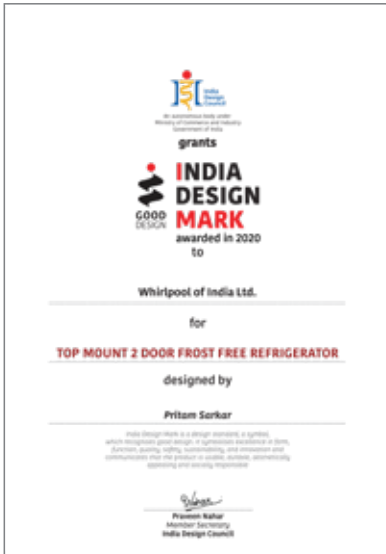 India
Design
Council
An autonomous body under
Ministry of Commerce and Industry
Government of India
grants
GOOD
DESIGN
INDIA
DESIGN
MARK
awarded in 2020
to
Whirlpool of India Ltd.
for
TOP MOUNT 2 DOOR FROST FREE REFRIGERATOR
designed by
Pritam Sarkar
India Design Mark is a design standard, a symbol,
which recognises good design. It symbolises excellence in form,
function, quality, safety, sustainability, and innovation and
communicates that the product is usable, durable, aesthetically
appealing and socially responsible
Praveen Nahar
Member Secretary
India Design Council